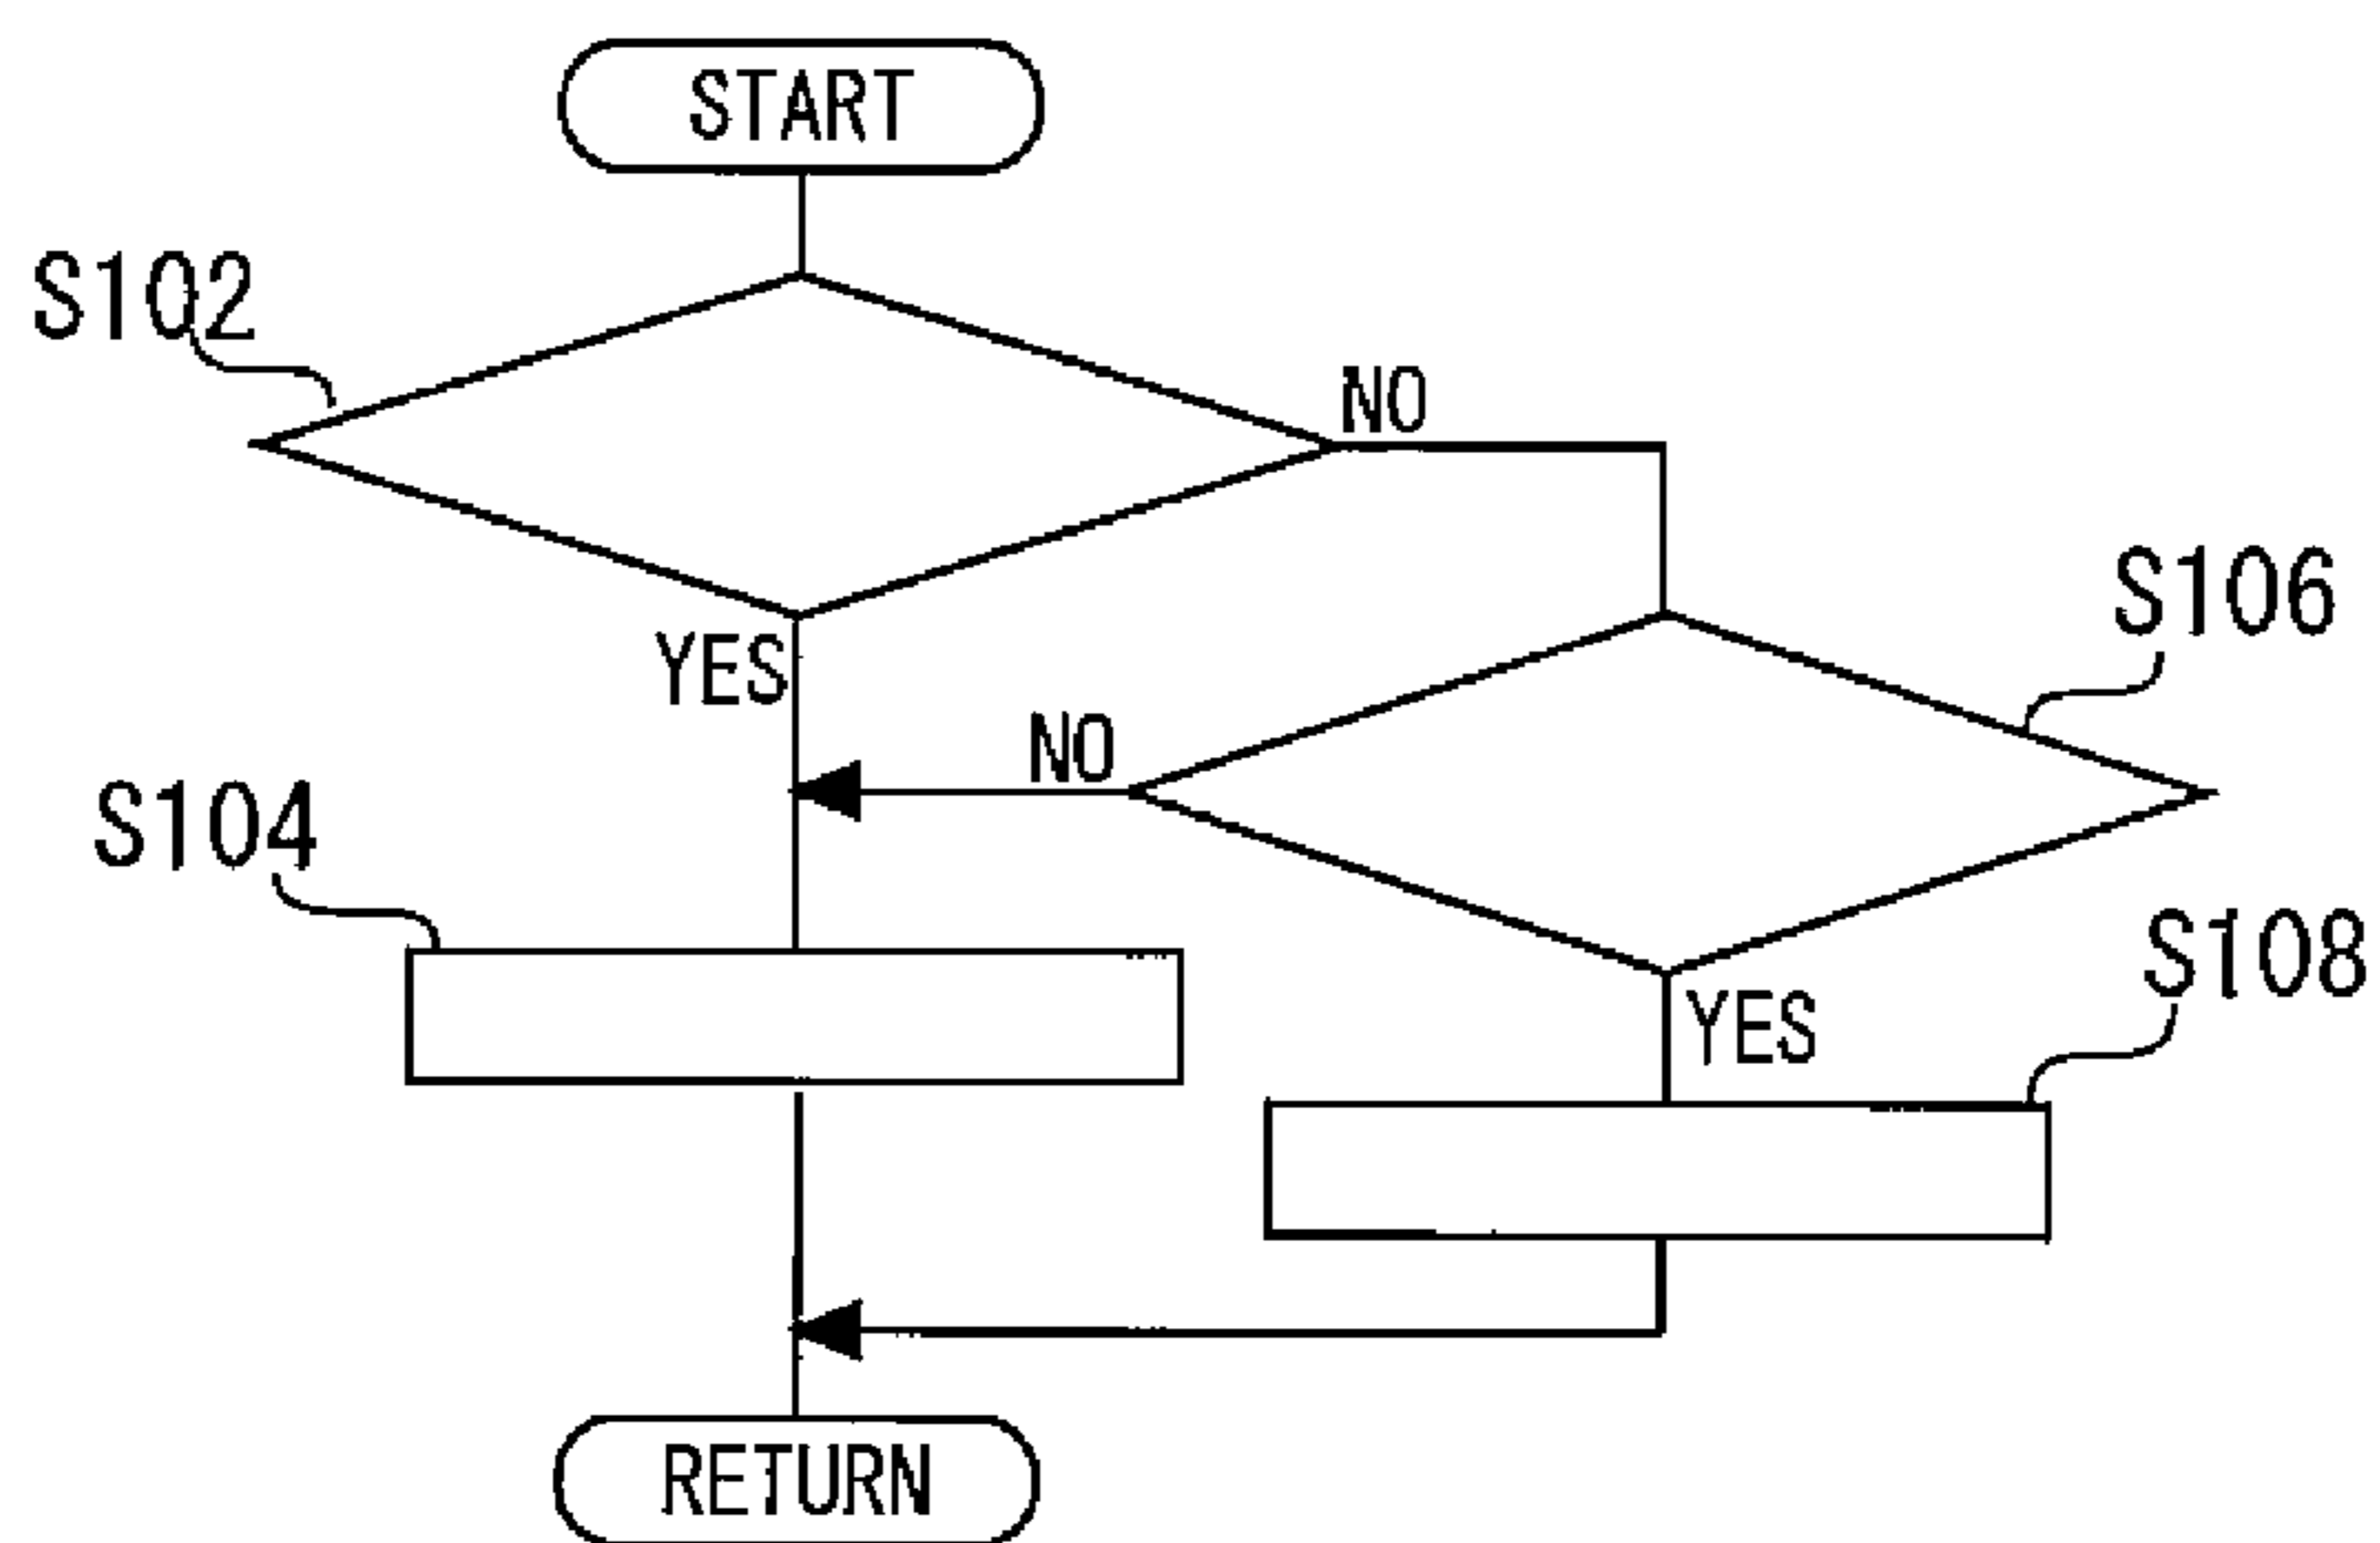 START
S102
NO
S106
YES
NO
S104
S108
YES
RETURN